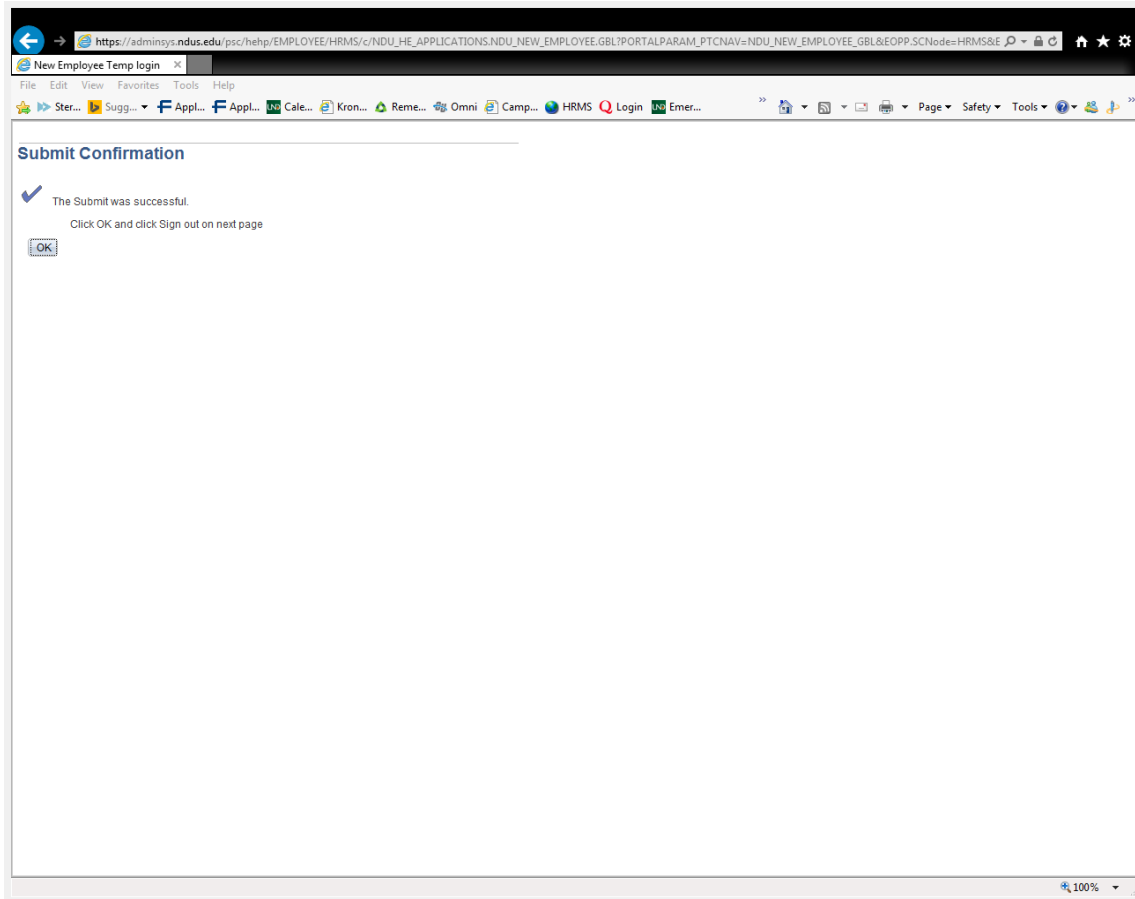 https://adminsys.ndus.edu/psc/hehp/EMPLOYEE/HRMS/c/NDU_HE_APPLICATIONS.NDU_NEW_EMPLOYEE.GBL?PORTALPARAM_PTCNAV=NDU_NEW_EMPLOYEE_GBL&EOPP.SCNode=HRMS&E
New Employee Temp login
File Edit View Favorites Tools Help
Ster... Sugg... Appl... Appl... UND Cale... Kron... Reme... Omni Camp... HRMS Login UND Emer... » Page Safety Tools »
Submit Confirmation
The Submit was successful.
Click OK and click Sign out on next page
OK
100%